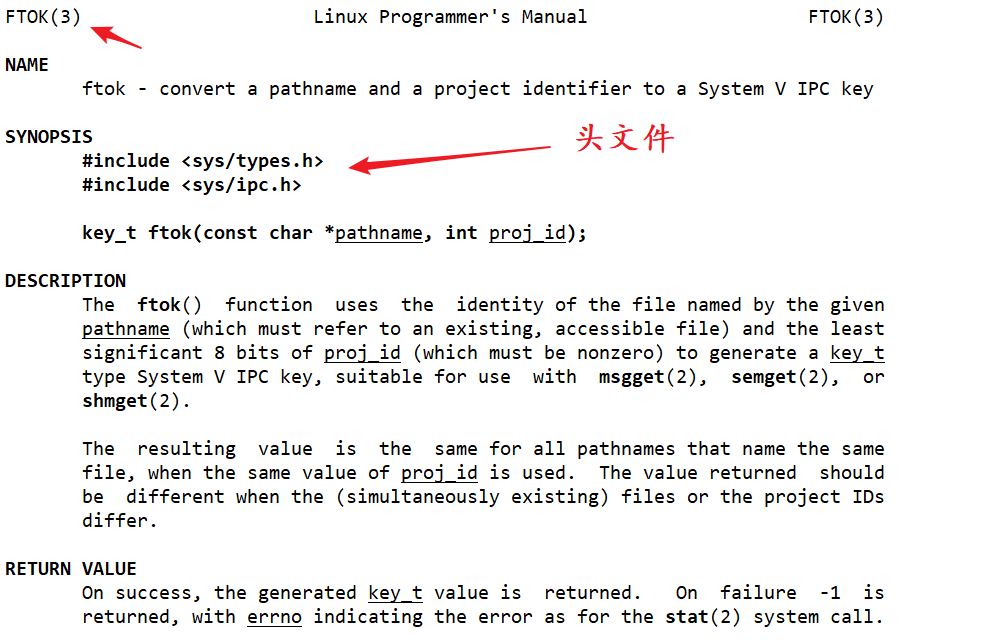 FTOK(3) Linux Programmer's Manual FTOK(3)
NAME
ftok - convert a pathname and a project identifier to a System V IPC key
SYNOPSIS
头文件
#include <sys/types.h>
#include <sys/ipc.h>
key_t ftok(const char *pathname, int proj_id);
DESCRIPTION
The ftok() function uses the identity of the file named by the given
pathname (which must refer to an existing, accessible file) and the least
significant 8 bits of proj_id (which must be nonzero) to generate a key_t
type System V IPC key, suitable for use with msgget(2), semget(2), or
shmget(2).
The resulting value is the same for all pathnames that name the same
file, when the same value of proj_id is used. The value returned should
be different when the (simultaneously existing) files or the project IDs
differ.
RETURN VALUE
On success, the generated key_t value is returned. On failure -1 is
returned, with errno indicating the error as for the stat(2) system call.